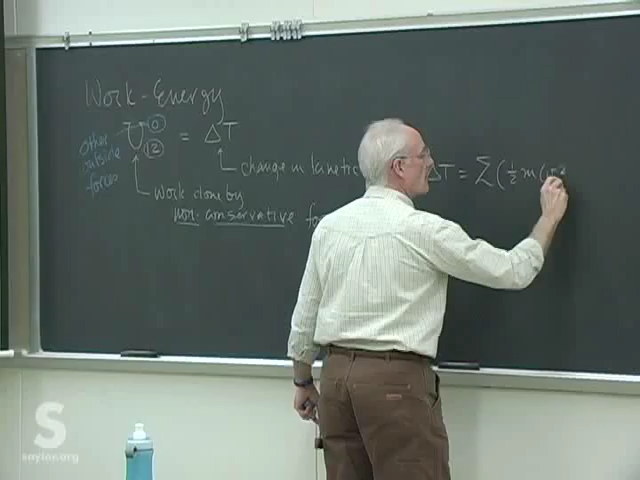 Work - Energy
other
outside
forces
U 1→2 = ΔT
change in kinetic
work done by
non-conservative
ΔT = Σ ( 1/2 m (
S
saylor.org